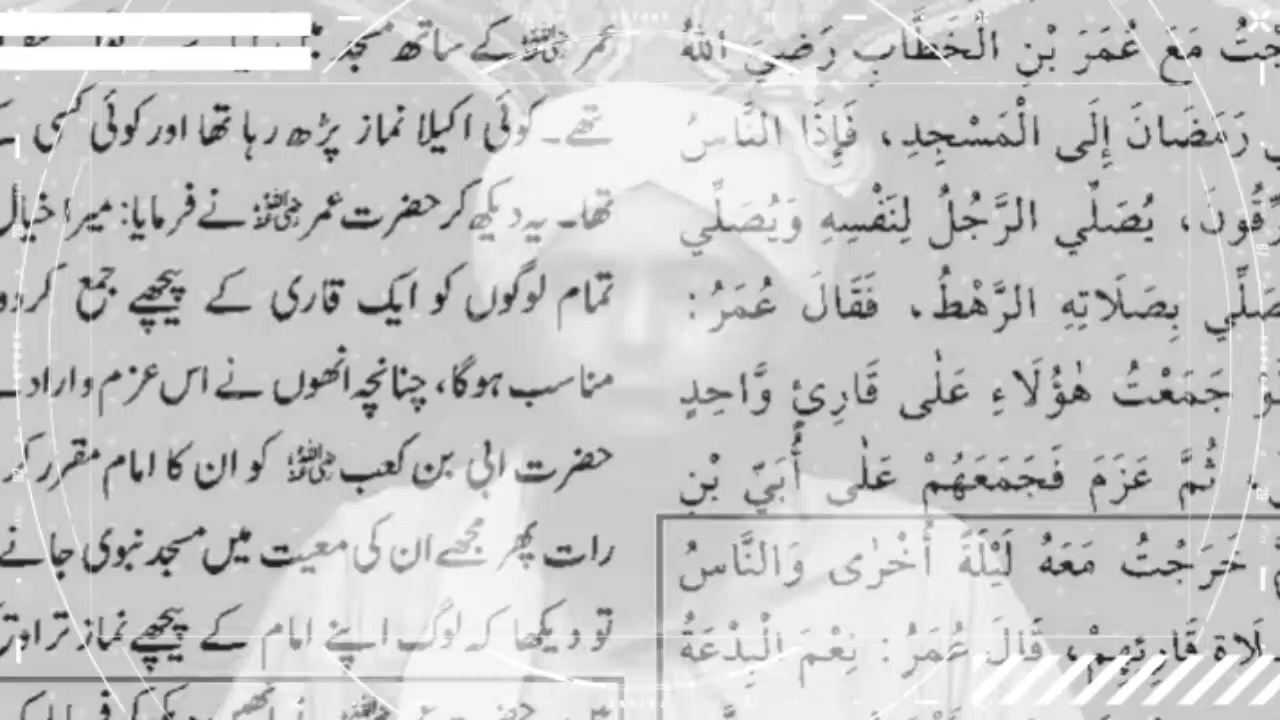 جتُ مَعَ عُمَرَ بْنِ الْخَطَّابِ رَضِيَ اللهُ
رَمَضَانَ إِلَى الْمَسْجِدِ، فَإِذَا النَّاسُ
يُصَلِّي الرَّجُلُ لِنَفْسِهِ وَيُصَلِّي
بِصَلَاتِهِ الرَّهْطُ، فَقَالَ عُمَرُ:
جَمَعْتُ هٰؤُلَاءِ عَلٰى قَارِئٍ وَّاحِدٍ
ثُمَّ عَزَمَ فَجَمَعَهُمْ عَلٰى أُبَيِّ بْنِ
خَرَجْتُ مَعَهُ لَيْلَةً أُخْرٰى وَالنَّاسُ
قَارِئِهِمْ، قَالَ عُمَرُ: نِعْمَ الْبِدْعَةُ
عمر رضی اللہ عنہ کے ساتھ مسجد
تھے۔ کوئی اکیلا نماز پڑھ رہا تھا اور کوئی کسی
تھا۔ یہ دیکھ کر حضرت عمر رضی اللہ عنہ نے فرمایا: میرا خیال
تمام لوگوں کو ایک قاری کے پیچھے جمع کردو
مناسب ہوگا، چنانچہ انھوں نے اس عزم و ارادے
حضرت ابی بن کعب رضی اللہ عنہ کو ان کا امام مقرر کر
رات پھر مجھے ان کی معیت میں مسجد نبوی جانے
تو دیکھا کہ لوگ اپنے امام کے پیچھے نماز تراو